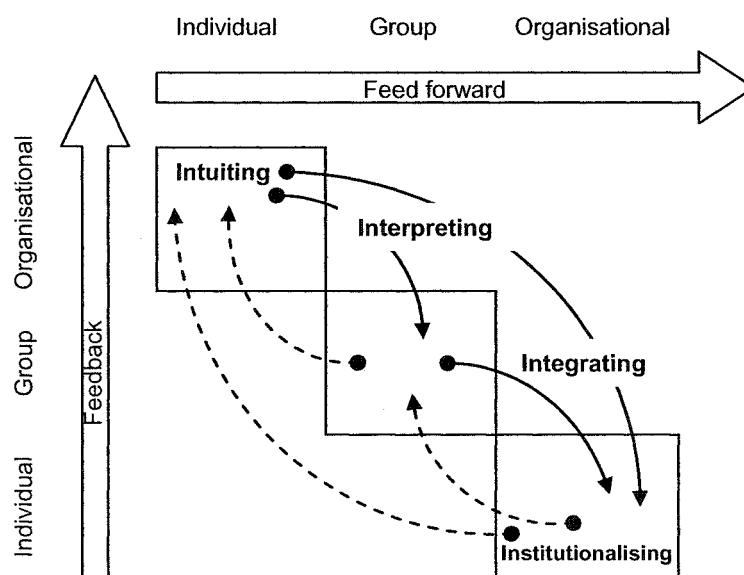 Individual Group Organisational
Feed forward
Organisational
Intuiting
Interpreting
Group
Feedback
Integrating
Individual
Institutionalising